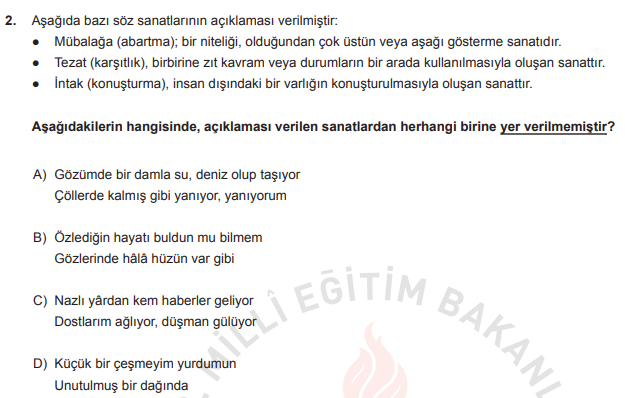 2. Aşağıda bazı söz sanatlarının açıklaması verilmiştir:
● Mübalağa (abartma); bir niteliği, olduğundan çok üstün veya aşağı gösterme sanatıdır.
● Tezat (karşıtlık), birbirine zıt kavram veya durumların bir arada kullanılmasıyla oluşan sanattır.
● İntak (konuşturma), insan dışındaki bir varlığın konuşturulmasıyla oluşan sanattır.
Aşağıdakilerin hangisinde, açıklaması verilen sanatlardan herhangi birine yer verilmemiştir?
A) Gözümde bir damla su, deniz olup taşıyor
Çöllerde kalmış gibi yanıyor, yanıyorum
B) Özlediğin hayatı buldun mu bilmem
Gözlerinde hâlâ hüzün var gibi
C) Nazlı yârdan kem haberler geliyor
Dostlarım ağlıyor, düşman gülüyor
D) Küçük bir çeşmeyim yurdumun
Unutulmuş bir dağında
MİLLÎ EĞİTİM BAKANL